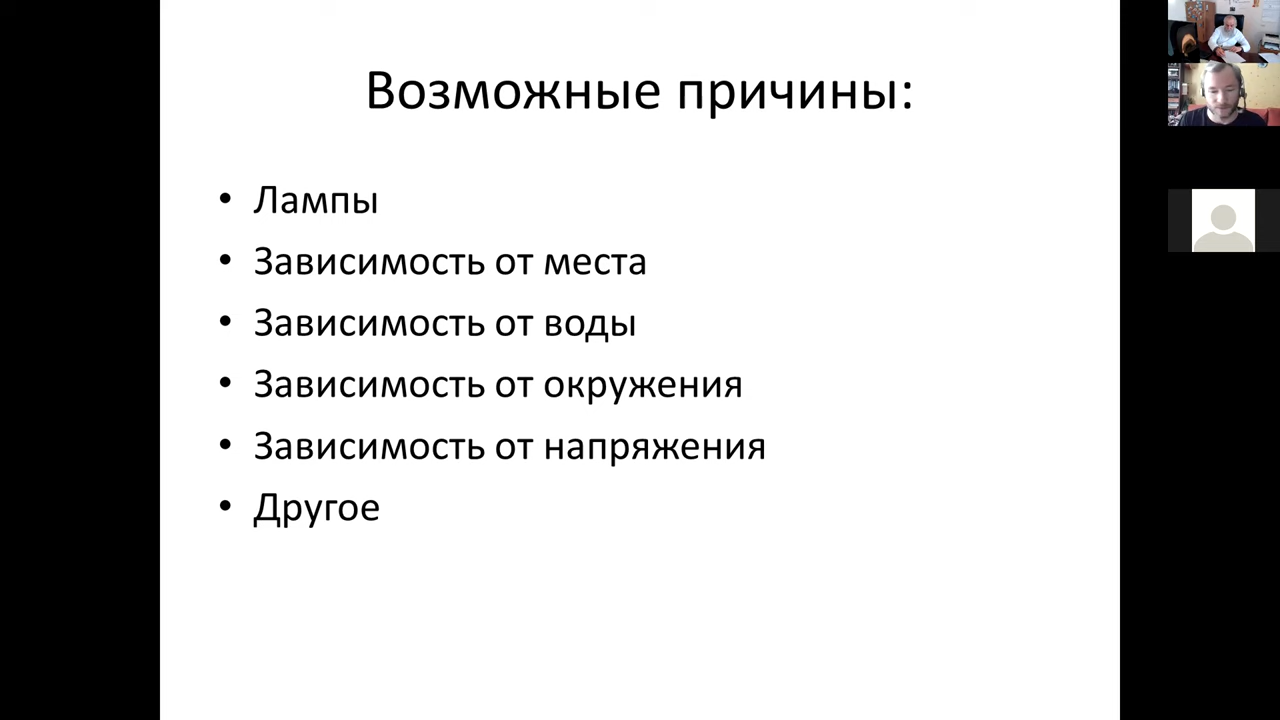 Возможные причины:
• Лампы
• Зависимость от места
• Зависимость от воды
• Зависимость от окружения
• Зависимость от напряжения
• Другое